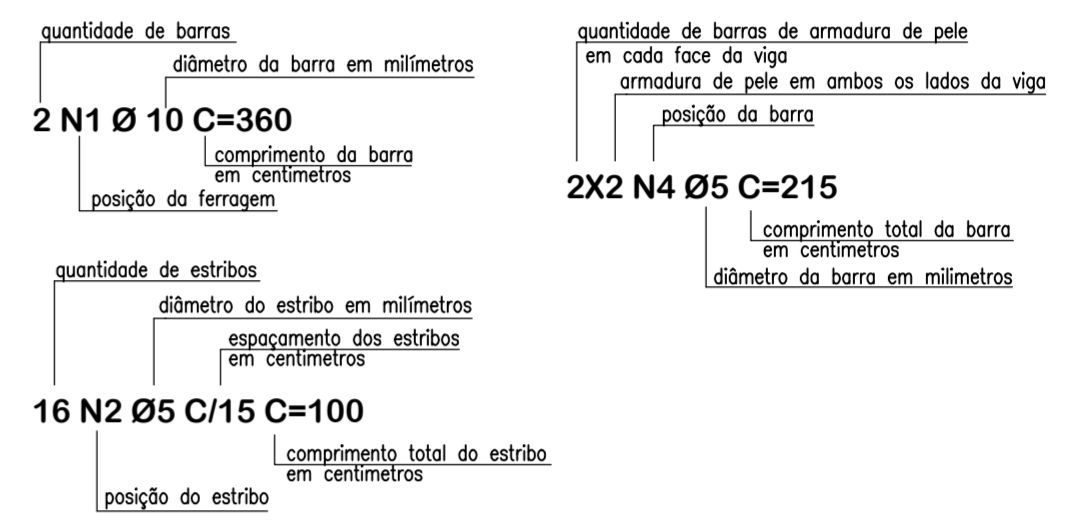 quantidade de barras
diâmetro da barra em milímetros
2 N1 Ø 10 C=360
comprimento da barra
em centimetros
posição da ferragem
quantidade de estribos
diâmetro do estribo em milímetros
espaçamento dos estribos
em centimetros
16 N2 Ø5 C/15 C=100
comprimento total do estribo
em centimetros
posição do estribo
quantidade de barras de armadura de pele
em cada face da viga
armadura de pele em ambos os lados da viga
posição da barra
2X2 N4 Ø5 C=215
comprimento total da barra
em centimetros
diâmetro da barra em milimetros